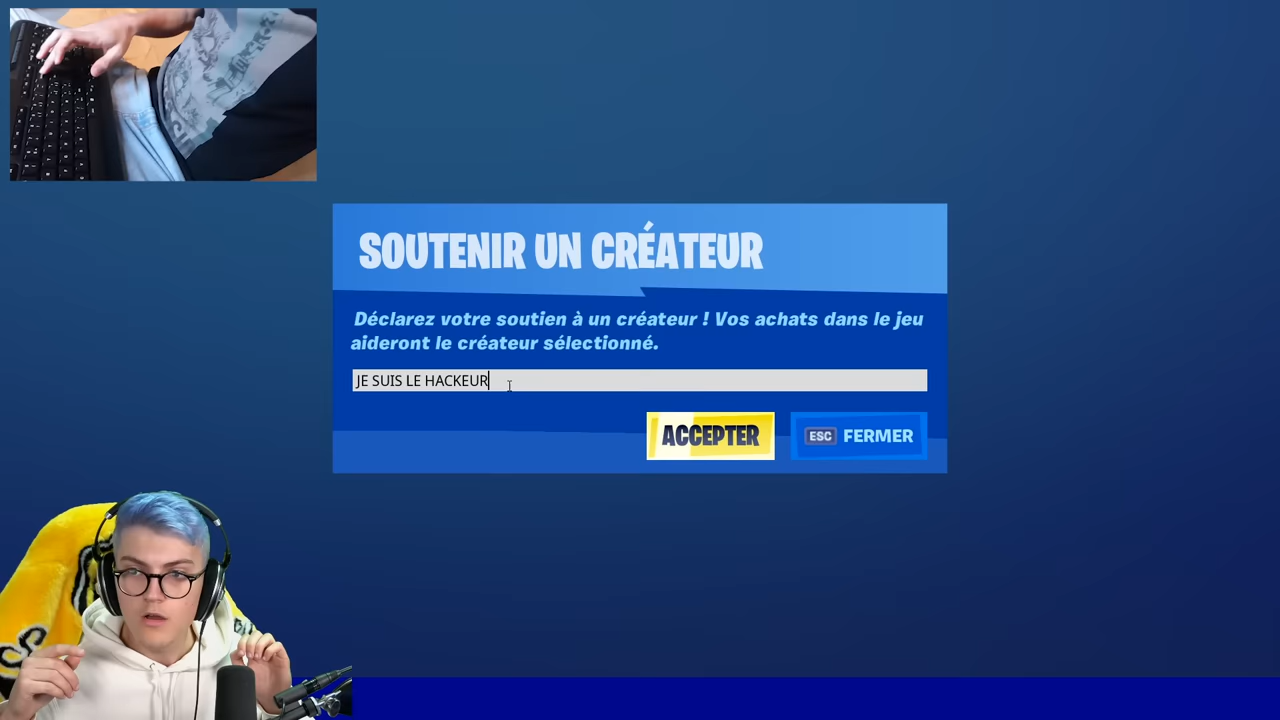 SOUTENIR UN CRÉATEUR
Déclarez votre soutien à un créateur ! Vos achats dans le jeu
aideront le créateur sélectionné.
JE SUIS LE HACKEUR
ACCEPTER
ESC FERMER